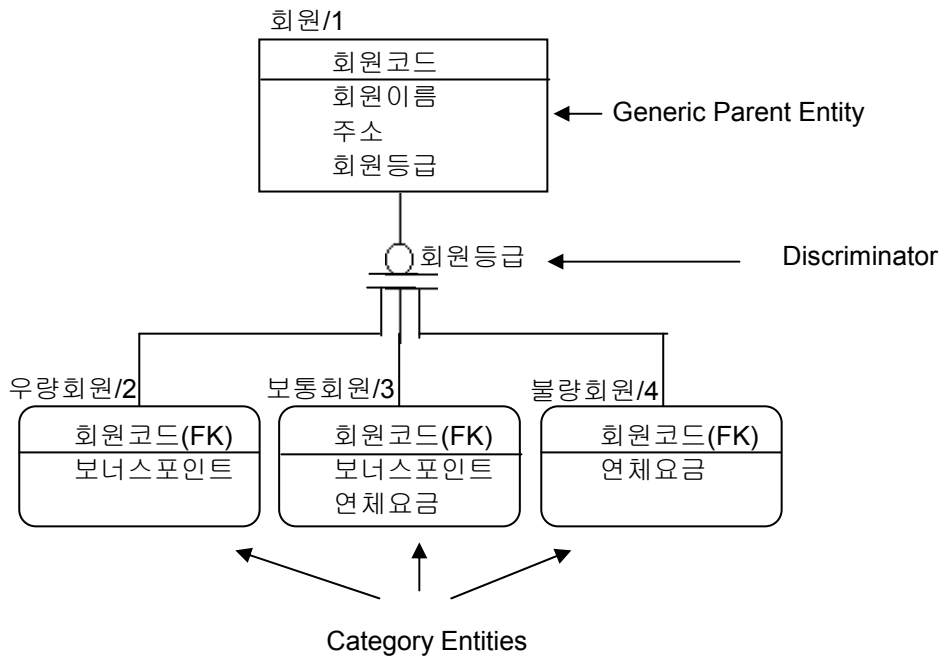 회원/1
회원코드
회원이름
주소
회원등급
Generic Parent Entity
회원등급
Discriminator
우량회원/2
회원코드(FK)
보너스포인트
보통회원/3
회원코드(FK)
보너스포인트
연체요금
불량회원/4
회원코드(FK)
연체요금
Category Entities